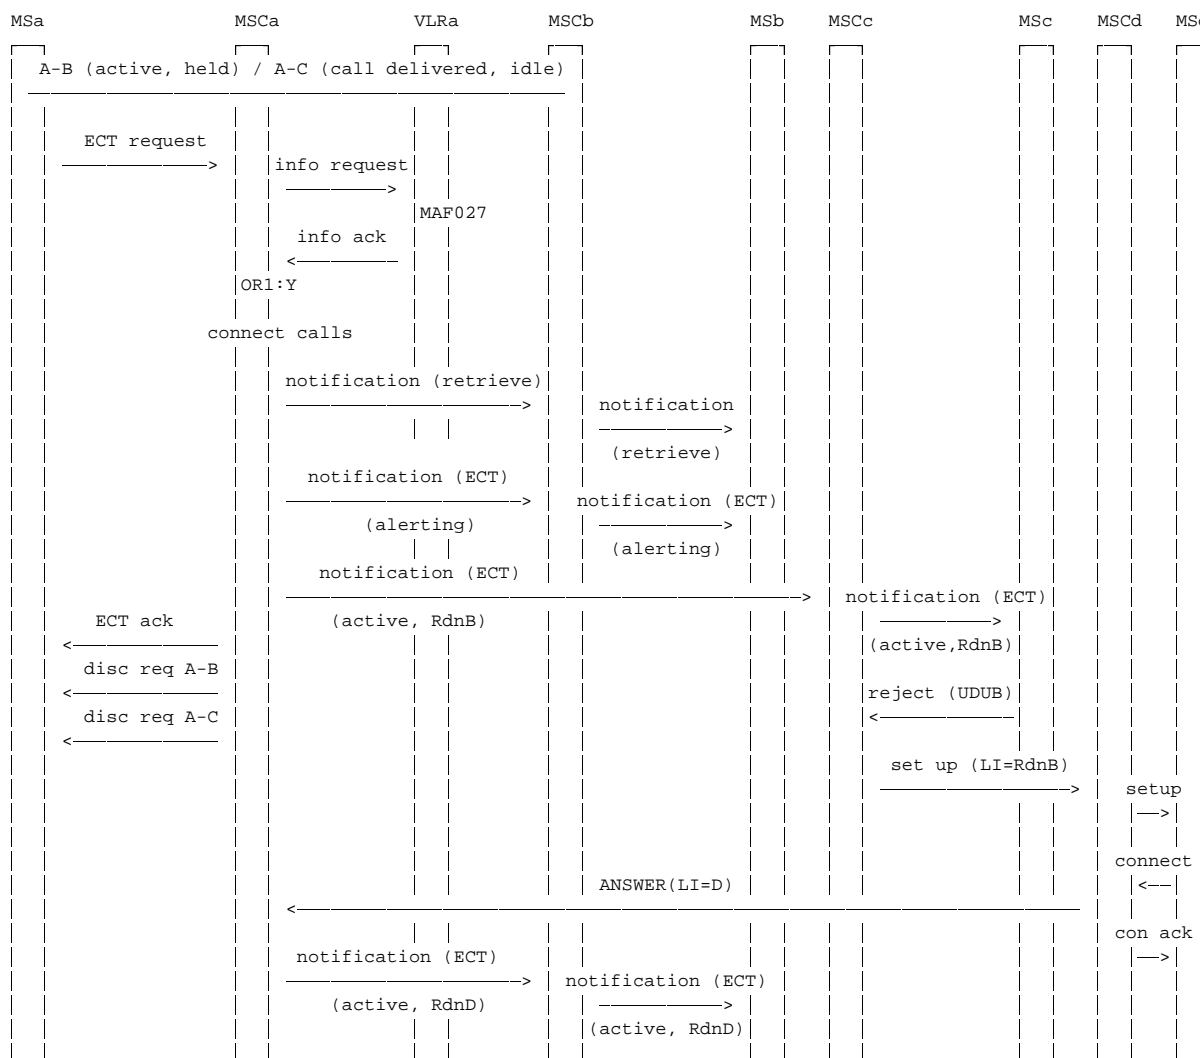 MSa MSCa VLRa MSCb MSb MSCc MSc MSCd
A-B (active, held) / A-C (call delivered, idle)
ECT request
info request
MAF027
info ack
OR1:Y
connect calls
notification (retrieve)
notification
(retrieve)
notification (ECT)
notification (ECT)
(alerting)
(alerting)
notification (ECT)
notification (ECT)
ECT ack (active, RdnB)
(active,RdnB)
disc req A-B
reject (UDUB)
disc req A-C
set up (LI=RdnB)
setup
connect
ANSWER(LI=D)
con ack
notification (ECT)
notification (ECT)
(active, RdnD)
(active, RdnD)